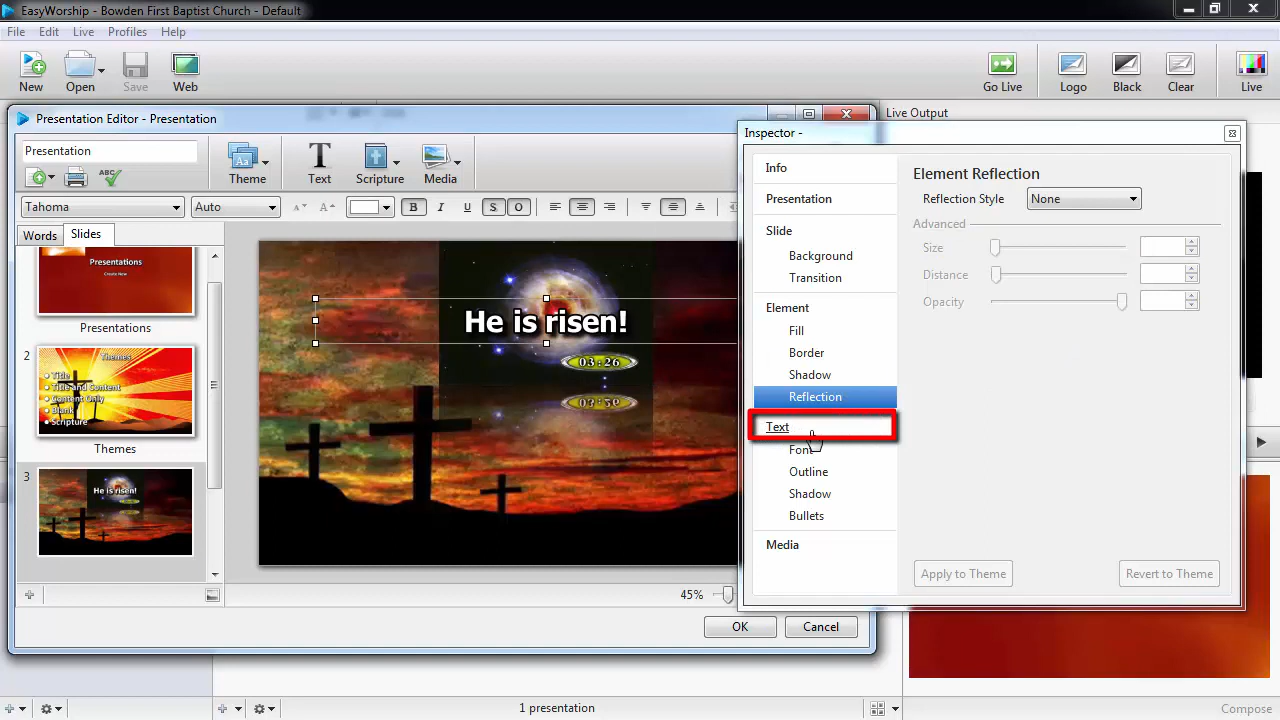 EasyWorship - Bowden First Baptist Church - Default
File Edit Live Profiles Help
New Open Save Web Go Live Logo Black Clear Live
Presentation Editor - Presentation
Live Output
Presentation
ABC
Theme Text Scripture Media
Tahoma Auto B I U S O
Words Slides
Presentations
Create New
Presentations
2
Themes
Title
Title and Content
Content Only
Blank
Scripture
Themes
3
He is risen!
He is risen!
03:26
03:26
45%
OK Cancel
Inspector -
Info
Presentation
Slide
Background
Transition
Element
Fill
Border
Shadow
Reflection
Text
Font
Outline
Shadow
Bullets
Media
Element Reflection
Reflection Style None
Advanced
Size
Distance
Opacity
Apply to Theme Revert to Theme
1 presentation
Compose